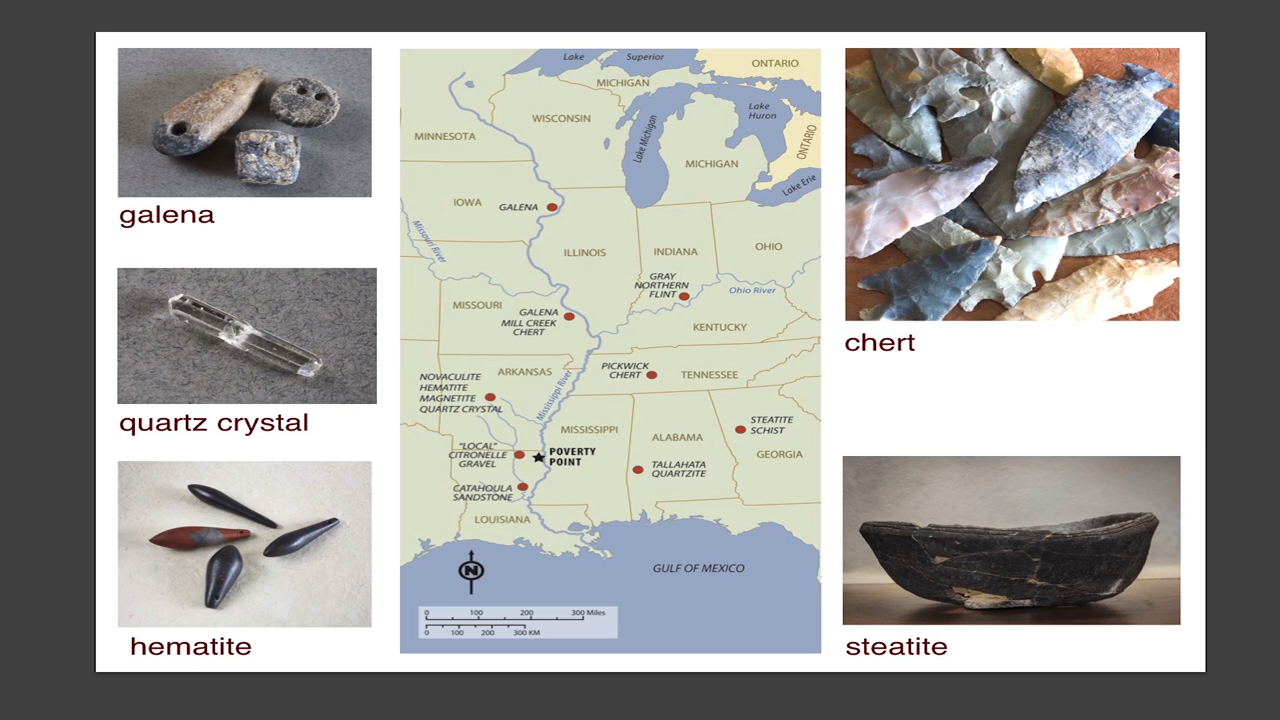 galena
quartz crystal
hematite
Lake Superior
ONTARIO
MICHIGAN
WISCONSIN
Lake
Huron
MINNESOTA
Lake Michigan
ONTARIO
MICHIGAN
Lake Erie
IOWA
GALENA
Missouri River
ILLINOIS
INDIANA
OHIO
GRAY
NORTHERN
FLINT
Ohio River
MISSOURI
GALENA
MILL CREEK
CHERT
KENTUCKY
PICKWICK
CHERT
TENNESSEE
ARKANSAS
NOVACULITE
HEMATITE
MAGNETITE
QUARTZ CRYSTAL
Mississippi River
MISSISSIPPI
ALABAMA
STEATITE
SCHIST
GEORGIA
"LOCAL"
CITRONELLE
GRAVEL
POVERTY
POINT
TALLAHATA
QUARTZITE
CATAHOULA
SANDSTONE
LOUISIANA
GULF OF MEXICO
N
0 100 200 300 Miles
0 100 200 300 KM
chert
steatite